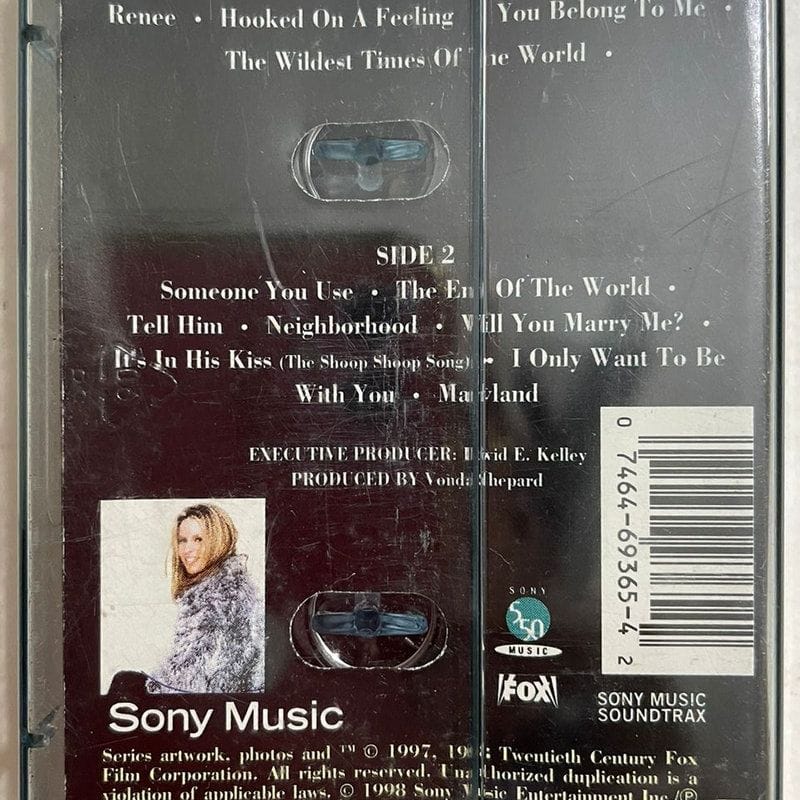 Renee • Hooked On A Feeling You Belong To Me •
The Wildest Times Of The World •
SIDE 2
Someone You Use • The End Of The World •
Tell Him • Neighborhood • Will You Marry Me? •
It's In His Kiss (The Shoop Shoop Song) • I Only Want To Be
With You • Maryland
EXECUTIVE PRODUCER: David E. Kelley
PRODUCED BY Vonda Shepard
0 7464-69365-4 2
SONY
550
MUSIC
FOX
SONY MUSIC
SOUNDTRAX
Sony Music
Series artwork, photos and ™ © 1997, 1998 Twentieth Century Fox
Film Corporation. All rights reserved. Unauthorized duplication is a
violation of applicable laws. © 1998 Sony Music Entertainment Inc./℗